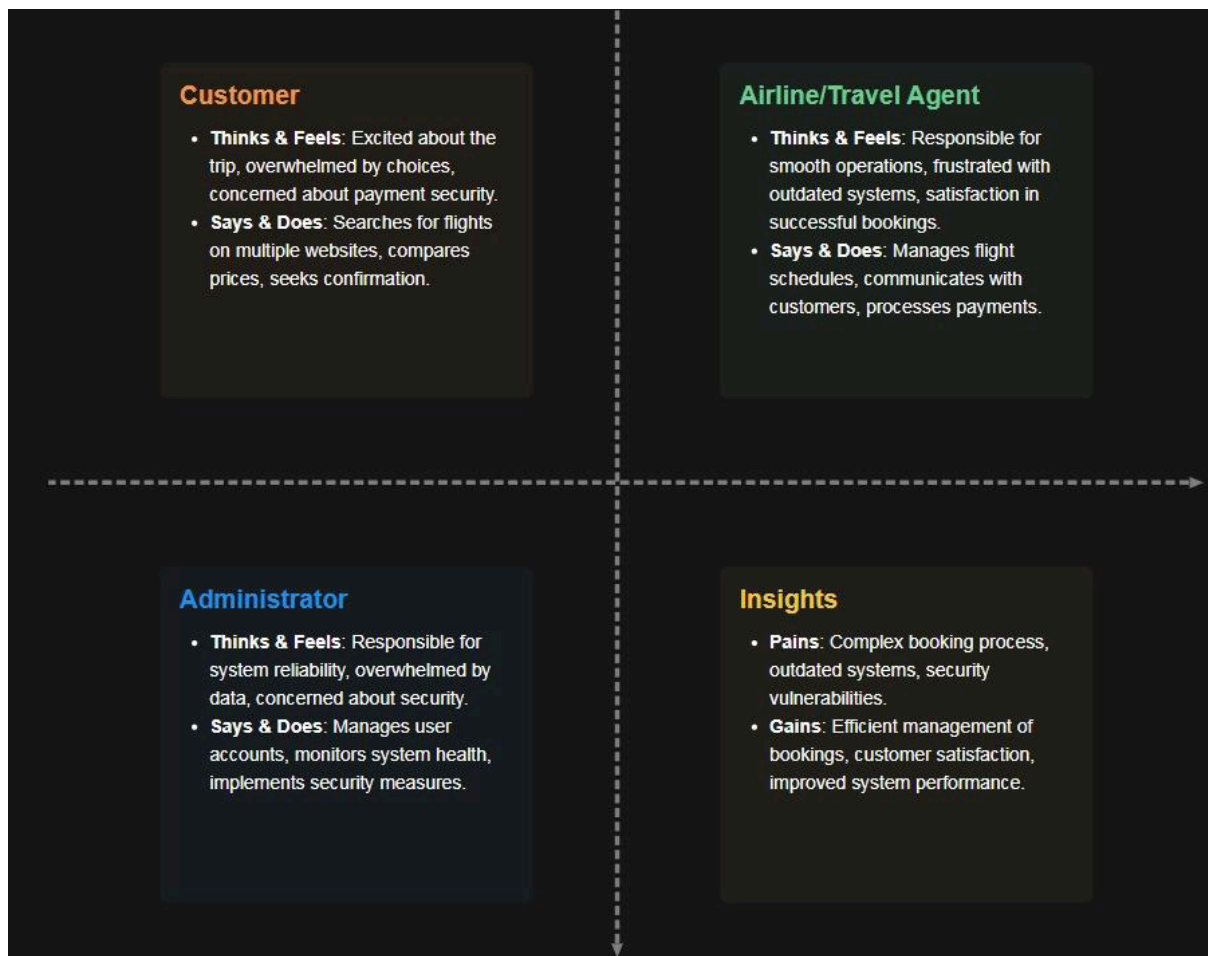 Customer
• Thinks & Feels: Excited about the
trip, overwhelmed by choices,
concerned about payment security.
• Says & Does: Searches for flights
on multiple websites, compares
prices, seeks confirmation.
Airline/Travel Agent
• Thinks & Feels: Responsible for
smooth operations, frustrated with
outdated systems, satisfaction in
successful bookings.
• Says & Does: Manages flight
schedules, communicates with
customers, processes payments.
Administrator
• Thinks & Feels: Responsible for
system reliability, overwhelmed by
data, concerned about security.
• Says & Does: Manages user
accounts, monitors system health,
implements security measures.
Insights
• Pains: Complex booking process,
outdated systems, security
vulnerabilities.
• Gains: Efficient management of
bookings, customer satisfaction,
improved system performance.